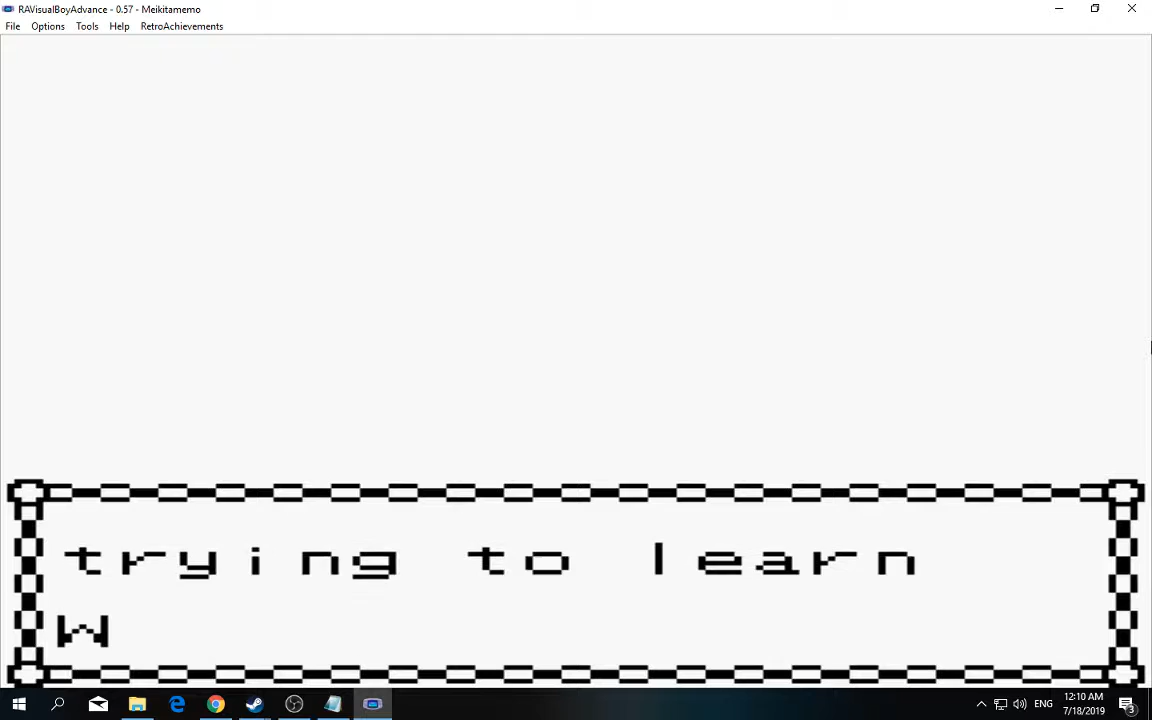 RAVisualBoyAdvance - 0.57 - Meikitamemo
File Options Tools Help RetroAchievements
trying to learn
W
ENG
12:10 AM
7/18/2019
3